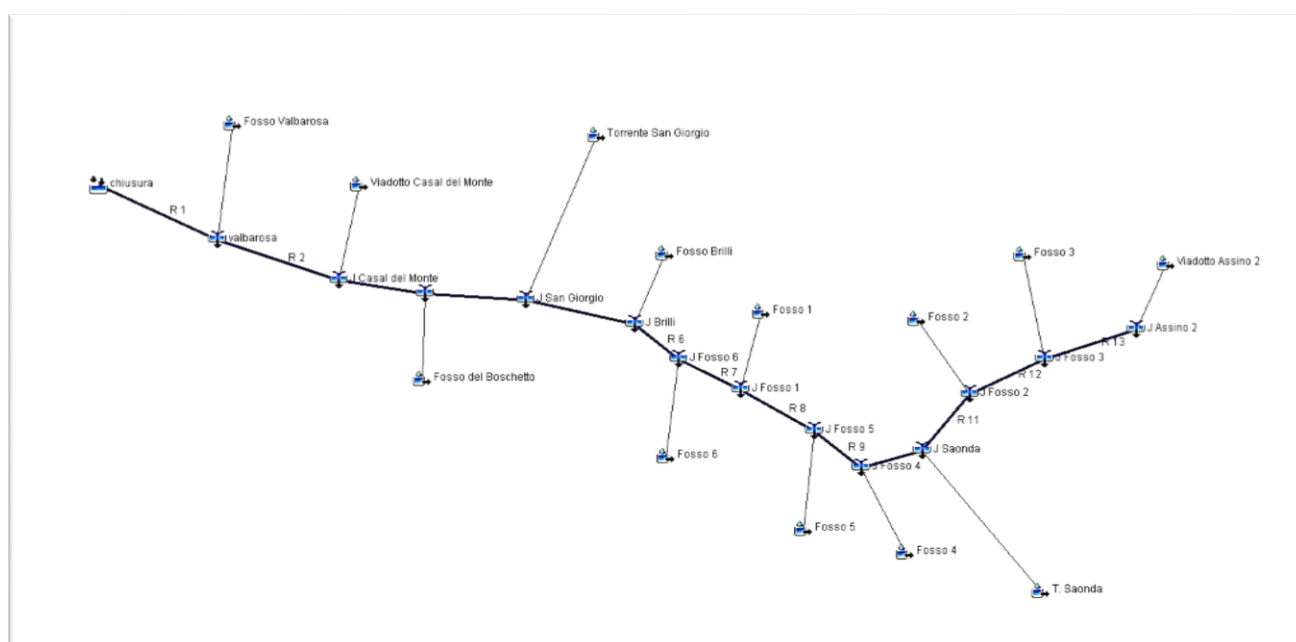 Fosso Valbarosa
Torrente San Giorgio
chiusura
Viadotto Casal del Monte
R 1
valbarosa
R 2
J Casal del Monte
J San Giorgio
Fosso Brilli
Fosso 3
Viadotto Assino 2
J Brilli
Fosso 1
Fosso 2
J Assino 2
R 6
R 13
J Fosso 6
J Fosso 3
R 7
R 12
Fosso del Boschetto
J Fosso 1
J Fosso 2
R 8
R 11
J Fosso 5
R 9
J Saonda
Fosso 6
J Fosso 4
Fosso 5
Fosso 4
T. Saonda